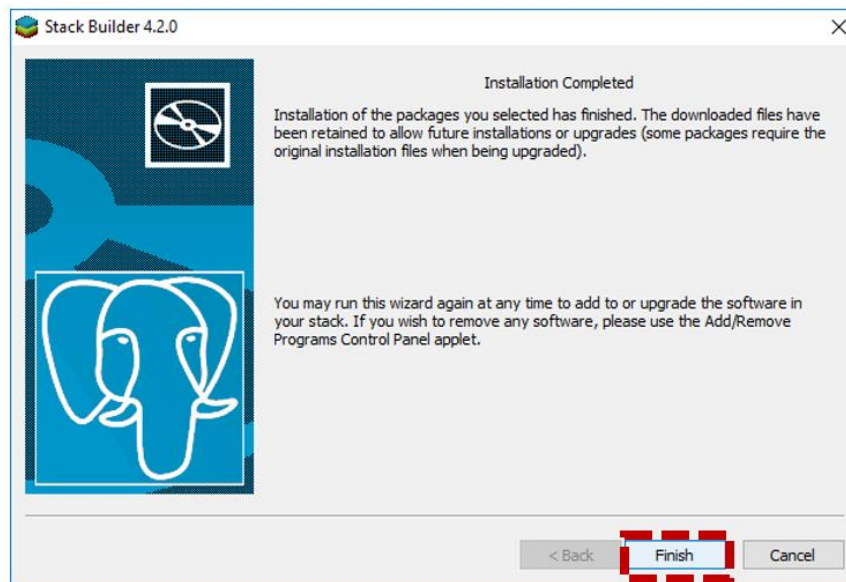 Stack Builder 4.2.0
Installation Completed
Installation of the packages you selected has finished. The downloaded files have
been retained to allow future installations or upgrades (some packages require the
original installation files when being upgraded).
You may run this wizard again at any time to add to or upgrade the software in
your stack. If you wish to remove any software, please use the Add/Remove
Programs Control Panel applet.
< Back Finish Cancel